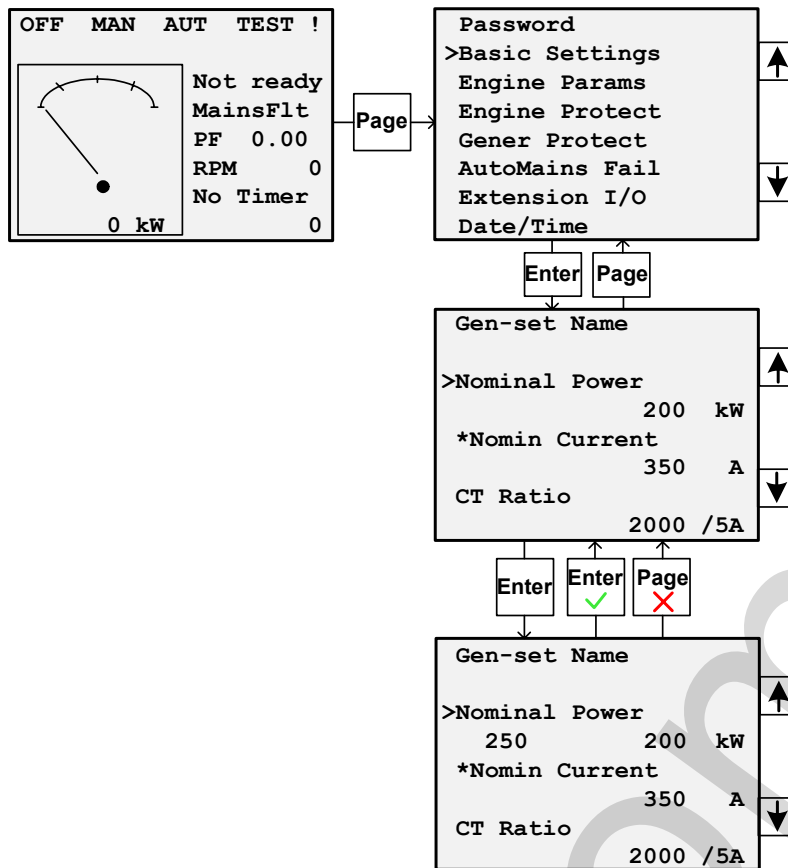 OFF MAN AUT TEST !
Not ready
MainsFlt
PF 0.00
RPM 0
No Timer
0 kW 0
Page
Password
>Basic Settings
Engine Params
Engine Protect
Gener Protect
AutoMains Fail
Extension I/O
Date/Time
Enter Page
Gen-set Name
>Nominal Power
200 kW
*Nomin Current
350 A
CT Ratio
2000 /5A
Enter Enter Page
Gen-set Name
>Nominal Power
250 200 kW
*Nomin Current
350 A
CT Ratio
2000 /5A